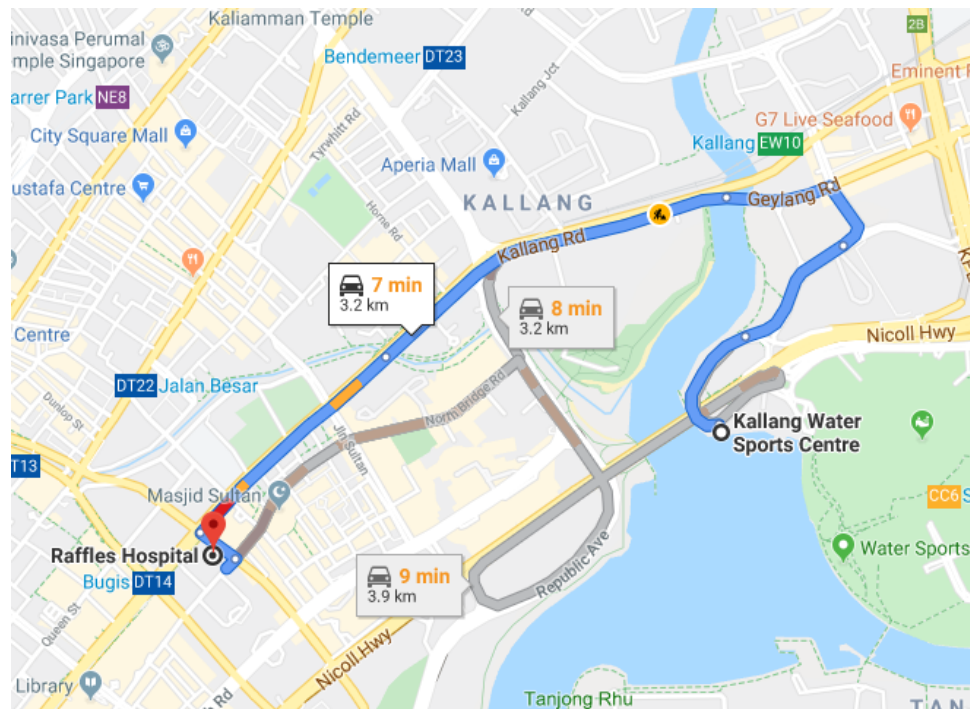 Kaliamman Temple
inivasa Perumal
mple Singapore
Bendemeer DT23
2B
Eminent F
arrer Park NE8
Kallang Jct
G7 Live Seafood
City Square Mall
Tyrwhitt Rd
Kallang EW10
Aperia Mall
ustafa Centre
KALLANG
Geylang Rd
Horne Rd
Kallang Rd
7 min
3.2 km
8 min
3.2 km
Centre
Nicoll Hwy
DT22 Jalan Besar
North Bridge Rd
Dunlop St
Jln Sultan
Kallang Water
Sports Centre
T13
Masjid Sultan
CC6 S
Raffles Hospital
Water Sports
Bugis DT14
9 min
3.9 km
Republic Ave
Queen St
Nicoll Hwy
Library
h Rd
Tanjong Rhu
TAN